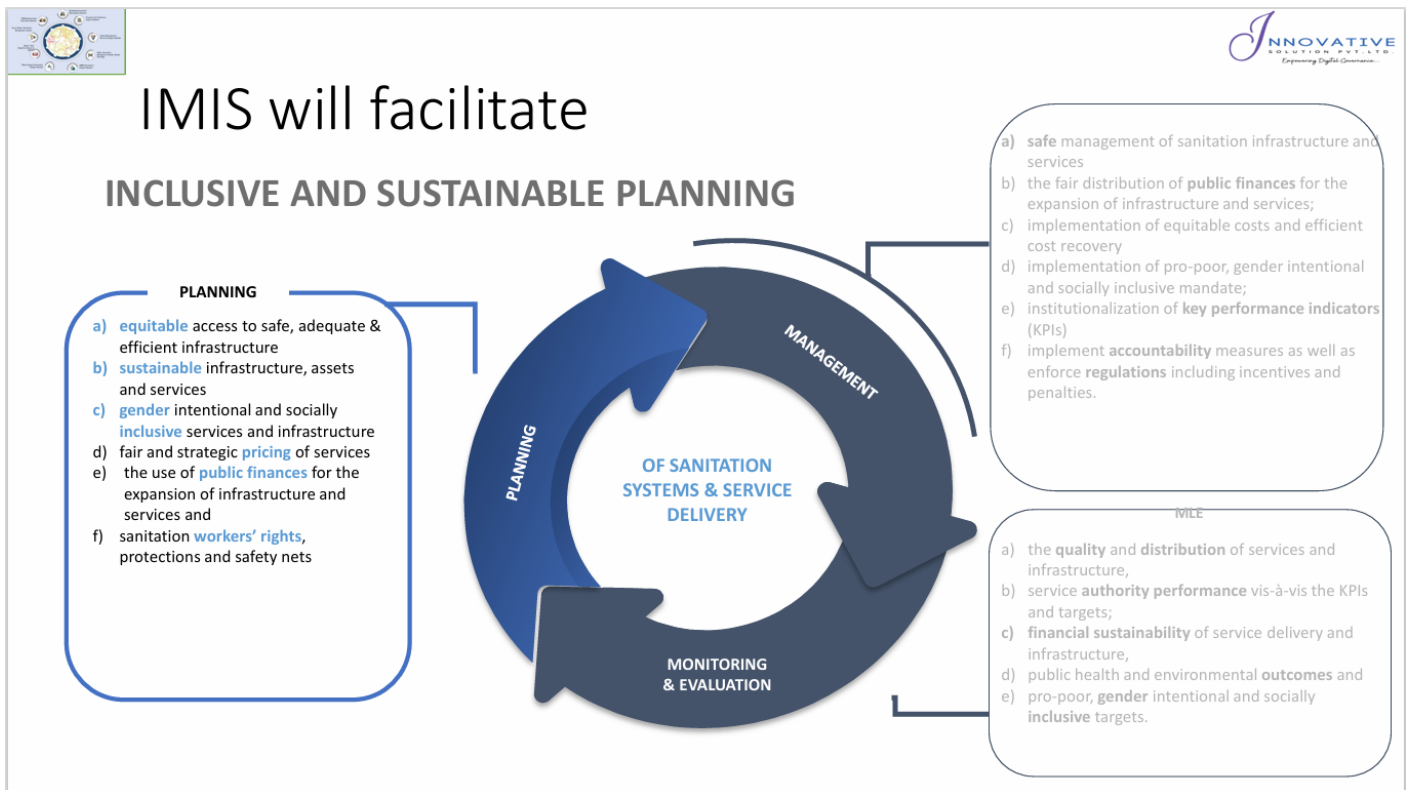 INNOVATIVE
SOLUTION PVT.LTD.
Empowering Digital Governance...
IMIS will facilitate
INCLUSIVE AND SUSTAINABLE PLANNING
PLANNING
a) equitable access to safe, adequate &
efficient infrastructure
b) sustainable infrastructure, assets
and services
c) gender intentional and socially
inclusive services and infrastructure
d) fair and strategic pricing of services
e) the use of public finances for the
expansion of infrastructure and
services and
f) sanitation workers’ rights,
protections and safety nets
PLANNING
MANAGEMENT
MONITORING
& EVALUATION
OF SANITATION
SYSTEMS & SERVICE
DELIVERY
a) safe management of sanitation infrastructure and
services
b) the fair distribution of public finances for the
expansion of infrastructure and services;
c) implementation of equitable costs and efficient
cost recovery
d) implementation of pro-poor, gender intentional
and socially inclusive mandate;
e) institutionalization of key performance indicators
(KPIs)
f) implement accountability measures as well as
enforce regulations including incentives and
penalties.
MLE
a) the quality and distribution of services and
infrastructure,
b) service authority performance vis-à-vis the KPIs
and targets;
c) financial sustainability of service delivery and
infrastructure,
d) public health and environmental outcomes and
e) pro-poor, gender intentional and socially
inclusive targets.